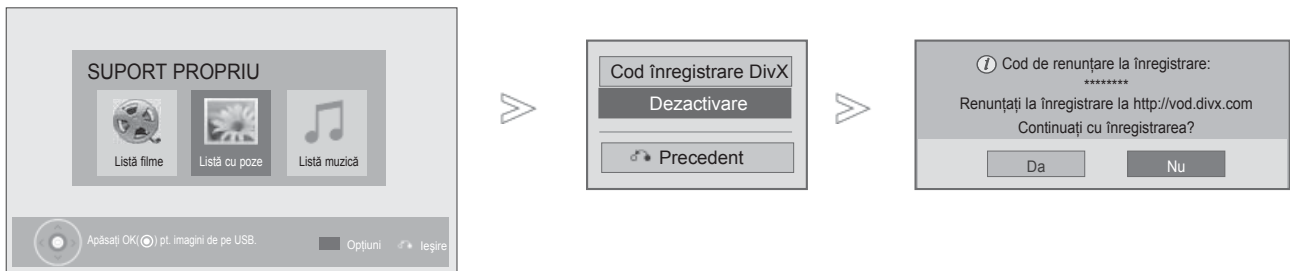 SUPORT PROPRIU
Listă filme
Listă cu poze
Listă muzică
Apăsați OK(◉) pt. imagini de pe USB.
Opțiuni
Ieșire
Cod înregistrare DivX
Dezactivare
Precedent
i Cod de renunțare la înregistrare:
********
Renunțați la înregistrare la http://vod.divx.com
Continuați cu înregistrarea?
Da
Nu